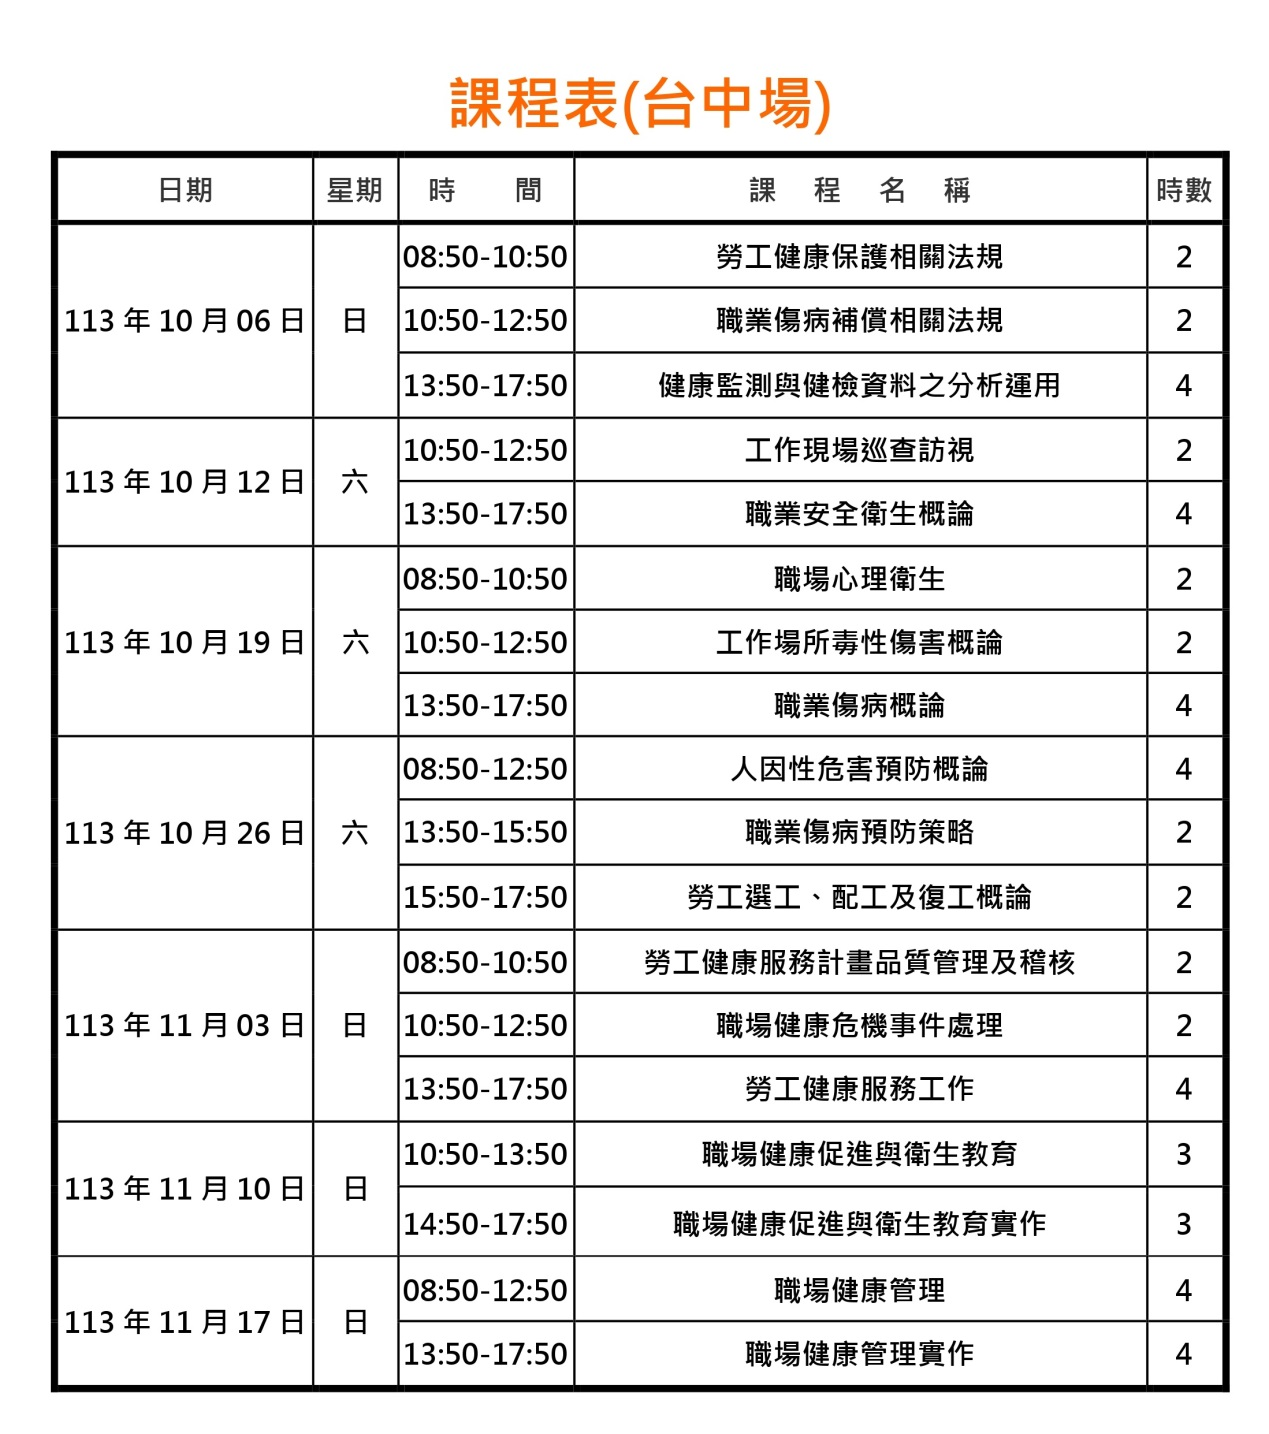 課程表(台中場)
日期 星期 時 間 課 程 名 稱 時數
113 年 10 月 06 日 日 08:50-10:50 勞工健康保護相關法規 2
10:50-12:50 職業傷病補償相關法規 2
13:50-17:50 健康監測與健檢資料之分析運用 4
113 年 10 月 12 日 六 10:50-12:50 工作現場巡查訪視 2
13:50-17:50 職業安全衛生概論 4
113 年 10 月 19 日 六 08:50-10:50 職場心理衛生 2
10:50-12:50 工作場所毒性傷害概論 2
13:50-17:50 職業傷病概論 4
113 年 10 月 26 日 六 08:50-12:50 人因性危害預防概論 4
13:50-15:50 職業傷病預防策略 2
15:50-17:50 勞工選工、配工及復工概論 2
113 年 11 月 03 日 日 08:50-10:50 勞工健康服務計畫品質管理及稽核 2
10:50-12:50 職場健康危機事件處理 2
13:50-17:50 勞工健康服務工作 4
113 年 11 月 10 日 日 10:50-13:50 職場健康促進與衛生教育 3
14:50-17:50 職場健康促進與衛生教育實作 3
113 年 11 月 17 日 日 08:50-12:50 職場健康管理 4
13:50-17:50 職場健康管理實作 4